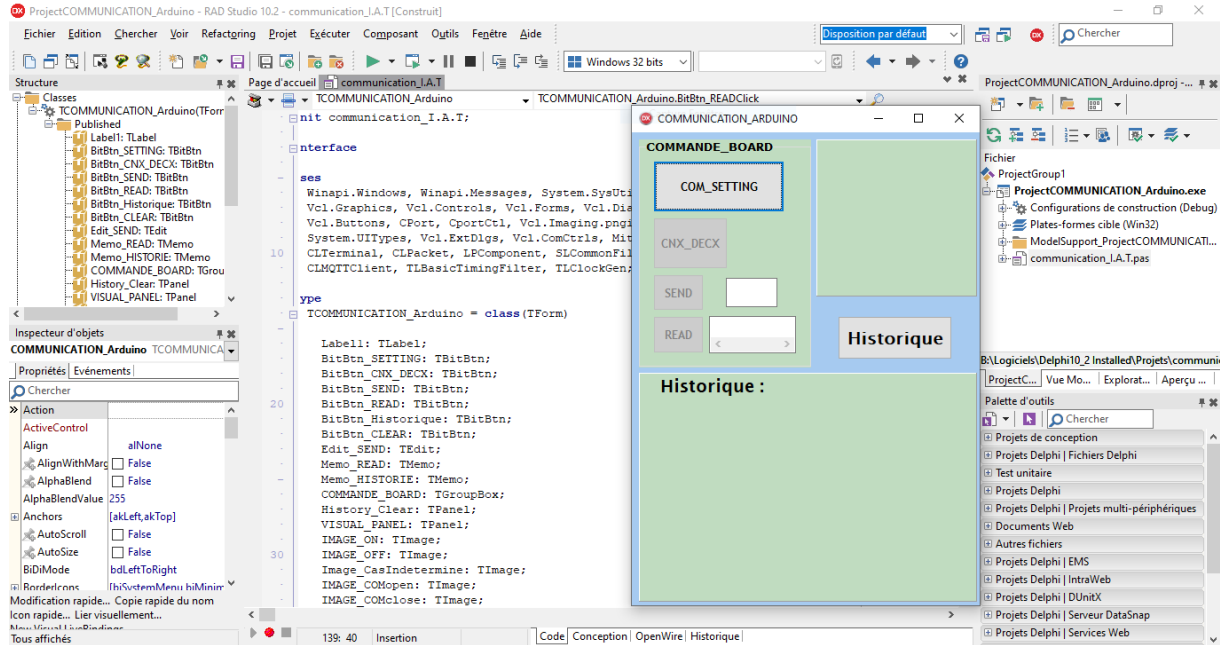 ProjectCOMMUNICATION_Arduino - RAD Studio 10.2 - communication_I.A.T [Construit]
Fichier Edition Chercher Voir Refactoring Projet Exécuter Composant Outils Fenêtre Aide
Disposition par défaut
Chercher
Windows 32 bits
Structure
Classes
TCOMMUNICATION_Arduino(TForr
Published
Label1: TLabel
BitBtn_SETTING: TBitBtn
BitBtn_CNX_DECX: TBitBtn
BitBtn_SEND: TBitBtn
BitBtn_READ: TBitBtn
BitBtn_Historique: TBitBtn
BitBtn_CLEAR: TBitBtn
Edit_SEND: TEdit
Memo_READ: TMemo
Memo_HISTORIE: TMemo
COMMANDE_BOARD: TGrou
History_Clear: TPanel
VISUAL_PANEL: TPanel
Inspecteur d'objets
COMMUNICATION_Arduino TCOMMUNICA
Propriétés Evénements
Chercher
Action
ActiveControl
Align alNone
AlignWithMarg False
AlphaBlend False
AlphaBlendValue 255
Anchors [akLeft,akTop]
AutoScroll False
AutoSize False
BiDiMode bdLeftToRight
BorderIcons [biSystemMenu,biMinim
Modification rapide... Copie rapide du nom
Icon rapide... Lier visuellement...
New Visual LiveBindings
Tous affichés
Page d'accueil communication_I.A.T
TCOMMUNICATION_Arduino TCOMMUNICATION_Arduino.BitBtn_READClick
nit communication_I.A.T;
nterface
ses
Winapi.Windows, Winapi.Messages, System.SysUti
Vcl.Graphics, Vcl.Controls, Vcl.Forms, Vcl.Dia
Vcl.Buttons, CPort, CportCtl, Vcl.Imaging.pngi
System.UITypes, Vcl.ExtDlgs, Vcl.ComCtrls, Mit
10 CLTerminal, CLPacket, LPComponent, SLCommonFil
CLMQTTClient, TLBasicTimingFilter, TLClockGen;
ype
TCOMMUNICATION_Arduino = class(TForm)
Label1: TLabel;
BitBtn_SETTING: TBitBtn;
BitBtn_CNX_DECX: TBitBtn;
BitBtn_SEND: TBitBtn;
20 BitBtn_READ: TBitBtn;
BitBtn_Historique: TBitBtn;
BitBtn_CLEAR: TBitBtn;
Edit_SEND: TEdit;
Memo_READ: TMemo;
Memo_HISTORIE: TMemo;
COMMANDE_BOARD: TGroupBox;
History_Clear: TPanel;
VISUAL_PANEL: TPanel;
IMAGE_ON: TImage;
30 IMAGE_OFF: TImage;
Image_CasIndetermine: TImage;
IMAGE_COMopen: TImage;
IMAGE_COMclose: TImage;
139: 40 Insertion
Code Conception OpenWire Historique
COMMUNICATION_ARDUINO
COMMANDE_BOARD
COM_SETTING
CNX_DECX
SEND
READ
Historique
Historique :
ProjectCOMMUNICATION_Arduino.dproj -...
Fichier
ProjectGroup1
ProjectCOMMUNICATION_Arduino.exe
Configurations de construction (Debug)
Plates-formes cible (Win32)
ModelSupport_ProjectCOMMUNICATI...
communication_I.A.T.pas
B:\Logiciels\Delphi10_2 Installed\Projets\communic
ProjectC... Vue Mo... Explorat... Aperçu ...
Palette d'outils
Chercher
Projets de conception
Projets Delphi | Fichiers Delphi
Test unitaire
Projets Delphi
Projets Delphi | Projets multi-périphériques
Documents Web
Autres fichiers
Projets Delphi | EMS
Projets Delphi | IntraWeb
Projets Delphi | DUnitX
Projets Delphi | Serveur DataSnap
Projets Delphi | Services Web